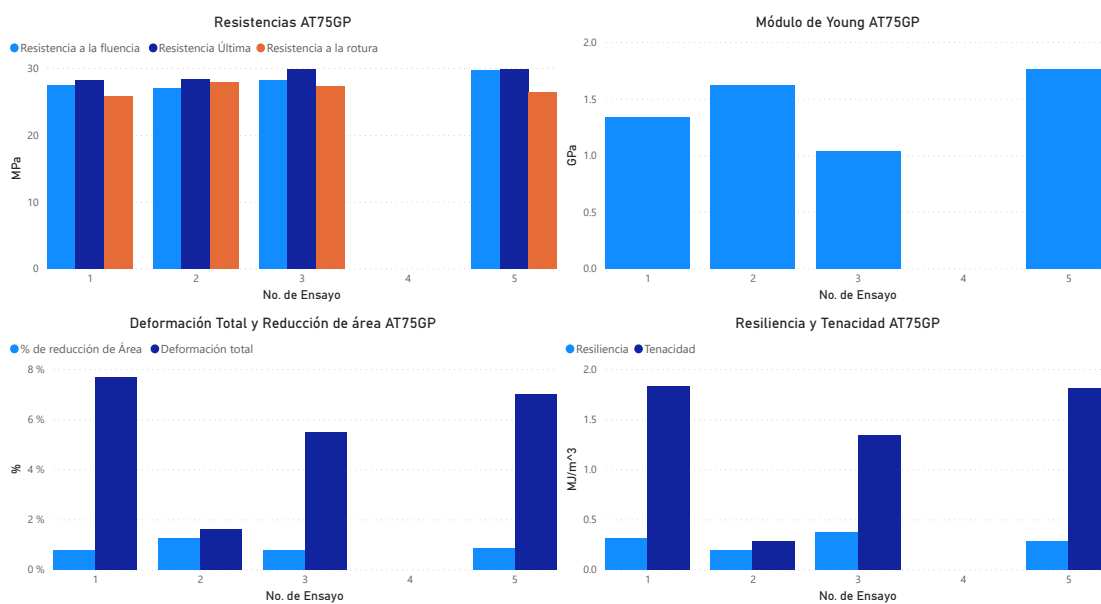 Resistencias AT75GP
Resistencia a la fluencia Resistencia Última Resistencia a la rotura
30
20
10
0
MPa
1 2 3 4 5
No. de Ensayo
Módulo de Young AT75GP
2.0
1.5
1.0
0.5
0.0
GPa
1 2 3 4 5
No. de Ensayo
Deformación Total y Reducción de área AT75GP
% de reducción de Área Deformación total
8 %
6 %
4 %
2 %
0 %
%
1 2 3 4 5
No. de Ensayo
Resiliencia y Tenacidad AT75GP
Resiliencia Tenacidad
2.0
1.5
1.0
0.5
0.0
MJ/m^3
1 2 3 4 5
No. de Ensayo